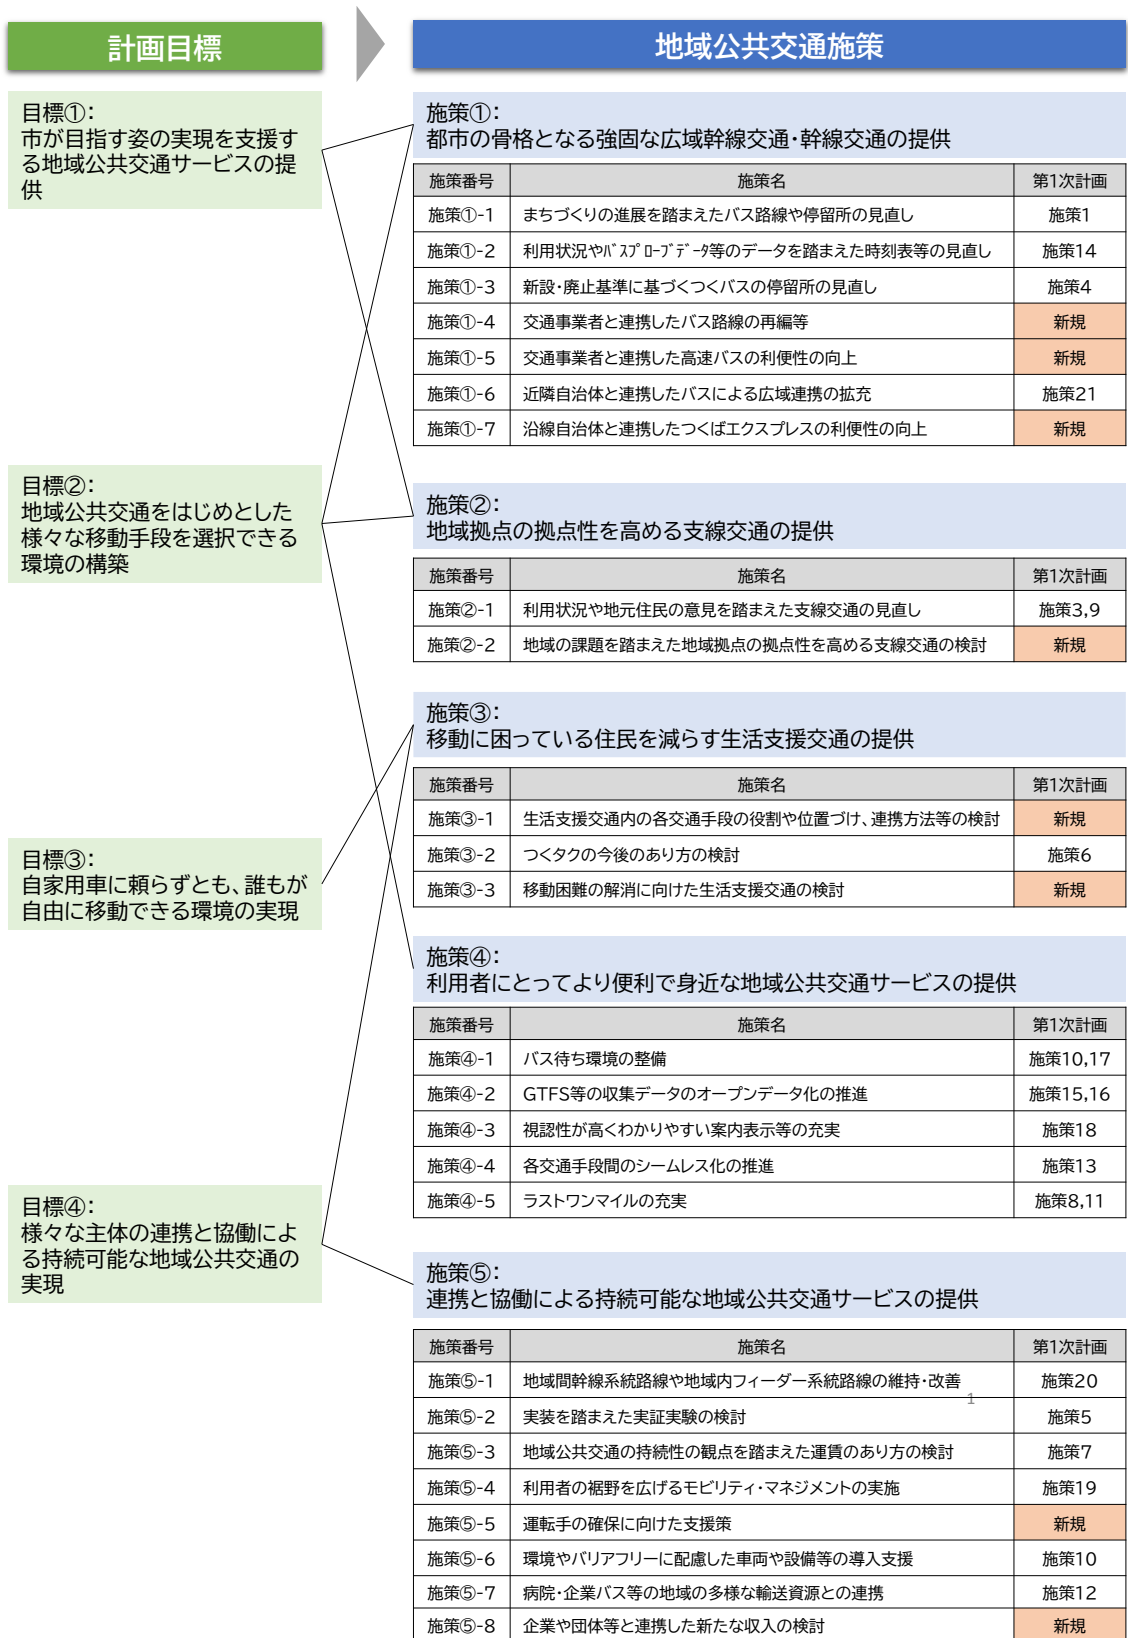 計画目標
地域公共交通施策
目標①：
市が目指す姿の実現を支援す
る地域公共交通サービスの提
供
目標②：
地域公共交通をはじめとした
様々な移動手段を選択できる
環境の構築
目標③：
自家用車に頼らずとも、誰もが
自由に移動できる環境の実現
目標④：
様々な主体の連携と協働によ
る持続可能な地域公共交通の
実現
施策①：
都市の骨格となる強固な広域幹線交通・幹線交通の提供
施策番号 施策名 第1次計画
施策①-1 まちづくりの進展を踏まえたバス路線や停留所の見直し 施策1
施策①-2 利用状況やﾊﾞｽﾌﾟﾛｰﾌﾞﾃﾞｰﾀ等のデータを踏まえた時刻表等の見直し 施策14
施策①-3 新設・廃止基準に基づくつくバスの停留所の見直し 施策4
施策①-4 交通事業者と連携したバス路線の再編等 新規
施策①-5 交通事業者と連携した高速バスの利便性の向上 新規
施策①-6 近隣自治体と連携したバスによる広域連携の拡充 施策21
施策①-7 沿線自治体と連携したつくばエクスプレスの利便性の向上 新規
施策②：
地域拠点の拠点性を高める支線交通の提供
施策番号 施策名 第1次計画
施策②-1 利用状況や地元住民の意見を踏まえた支線交通の見直し 施策3,9
施策②-2 地域の課題を踏まえた地域拠点の拠点性を高める支線交通の検討 新規
施策③：
移動に困っている住民を減らす生活支援交通の提供
施策番号 施策名 第1次計画
施策③-1 生活支援交通内の各交通手段の役割や位置づけ、連携方法等の検討 新規
施策③-2 つくタクの今後のあり方の検討 施策6
施策③-3 移動困難の解消に向けた生活支援交通の検討 新規
施策④：
利用者にとってより便利で身近な地域公共交通サービスの提供
施策番号 施策名 第1次計画
施策④-1 バス待ち環境の整備 施策10,17
施策④-2 GTFS等の収集データのオープンデータ化の推進 施策15,16
施策④-3 視認性が高くわかりやすい案内表示等の充実 施策18
施策④-4 各交通手段間のシームレス化の推進 施策13
施策④-5 ラストワンマイルの充実 施策8,11
施策⑤：
連携と協働による持続可能な地域公共交通サービスの提供
施策番号 施策名 第1次計画
施策⑤-1 地域間幹線系統路線や地域内フィーダー系統路線の維持・改善 施策20
1
施策⑤-2 実装を踏まえた実証実験の検討 施策5
施策⑤-3 地域公共交通の持続性の観点を踏まえた運賃のあり方の検討 施策7
施策⑤-4 利用者の裾野を広げるモビリティ・マネジメントの実施 施策19
施策⑤-5 運転手の確保に向けた支援策 新規
施策⑤-6 環境やバリアフリーに配慮した車両や設備等の導入支援 施策10
施策⑤-7 病院・企業バス等の地域の多様な輸送資源との連携 施策12
施策⑤-8 企業や団体等と連携した新たな収入の検討 新規